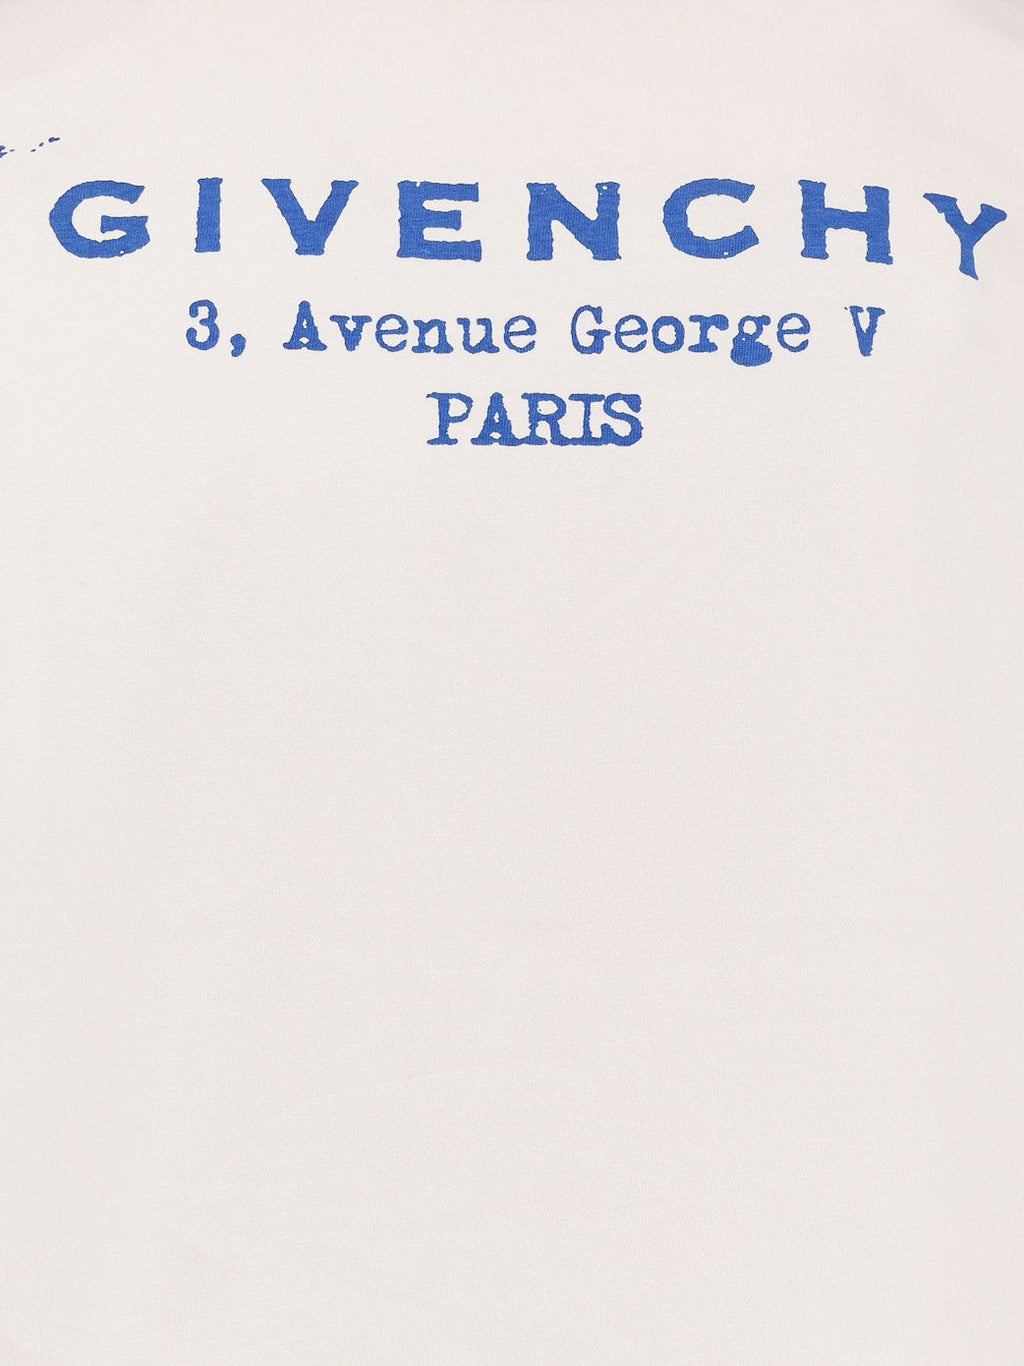 GIVENCHY
3, Avenue George V
PARIS